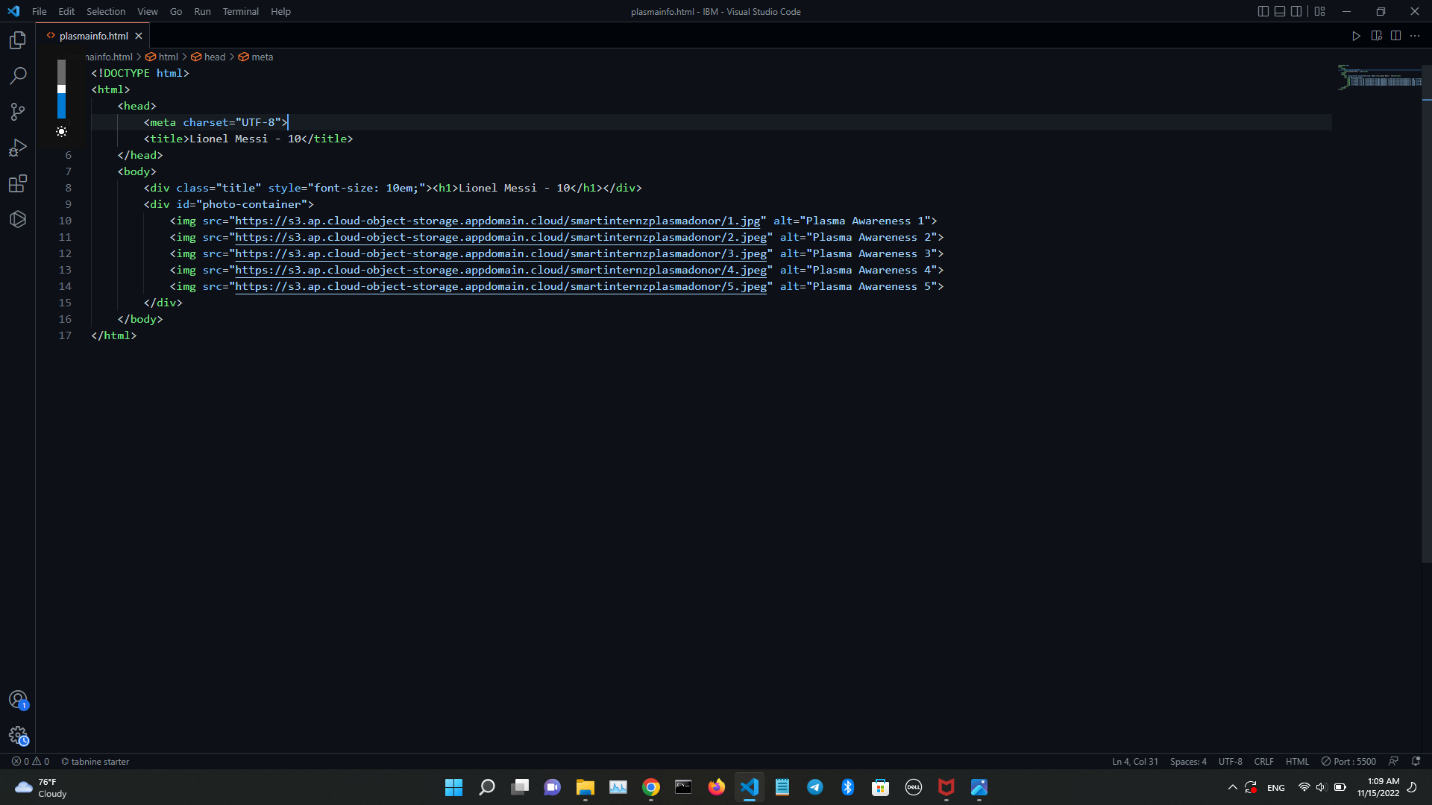 File Edit Selection View Go Run Terminal Help plasmainfo.html - IBM - Visual Studio Code
plasmainfo.html
html > head > meta
<!DOCTYPE html>
<html>
<head>
<meta charset="UTF-8">
<title>Lionel Messi - 10</title>
6 </head>
7 <body>
8 <div class="title" style="font-size: 10em;"><h1>Lionel Messi - 10</h1></div>
9 <div id="photo-container">
10 <img src="https://s3.ap.cloud-object-storage.appdomain.cloud/smartinternzplasmadonor/1.jpg" alt="Plasma Awareness 1">
11 <img src="https://s3.ap.cloud-object-storage.appdomain.cloud/smartinternzplasmadonor/2.jpeg" alt="Plasma Awareness 2">
12 <img src="https://s3.ap.cloud-object-storage.appdomain.cloud/smartinternzplasmadonor/3.jpeg" alt="Plasma Awareness 3">
13 <img src="https://s3.ap.cloud-object-storage.appdomain.cloud/smartinternzplasmadonor/4.jpeg" alt="Plasma Awareness 4">
14 <img src="https://s3.ap.cloud-object-storage.appdomain.cloud/smartinternzplasmadonor/5.jpeg" alt="Plasma Awareness 5">
15 </div>
16 </body>
17 </html>
1
0 0 tabnine starter Ln 4, Col 31 Spaces: 4 UTF-8 CRLF HTML Port : 5500
76°F
Cloudy
DELL
ENG
1:09 AM
11/15/2022